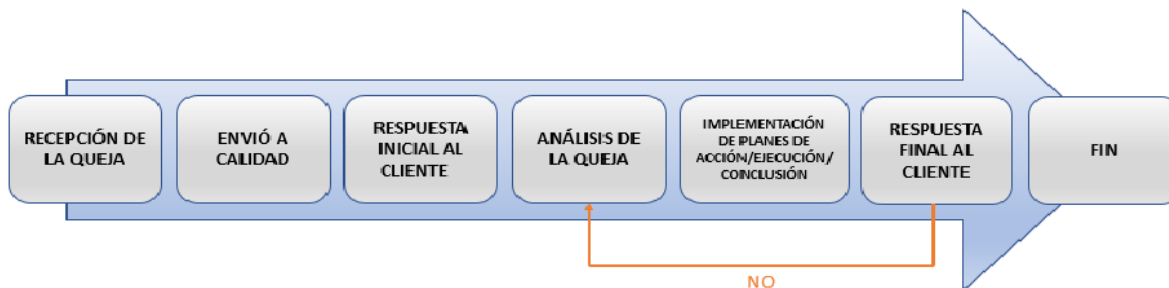 RECEPCIÓN DE
LA QUEJA
ENVIÓ A
CALIDAD
RESPUESTA
INICIAL AL
CLIENTE
ANÁLISIS DE
LA QUEJA
IMPLEMENTACIÓN
DE PLANES DE
ACCIÓN/EJECUCIÓN/
CONCLUSIÓN
RESPUESTA
FINAL AL
CLIENTE
FIN
NO